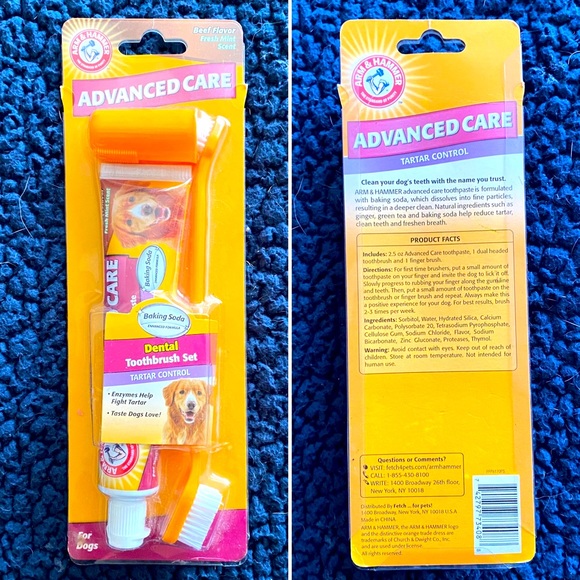 Beef Flavor
Fresh Mint
Scent
ARM & HAMMER
ADVANCED CARE
Fresh Mint Scent
CARE
Baking Soda
Baking Soda
ENHANCED FORMULA
Dental
Toothbrush Set
TARTAR CONTROL
• Enzymes Help
Fight Tartar
• Taste Dogs Love!
For
Dogs
ARM & HAMMER
ADVANCED CARE
TARTAR CONTROL
Clean your dog's teeth with the name you trust.
ARM & HAMMER advanced care toothpaste is formulated
with baking soda, which dissolves into fine particles,
resulting in a deeper clean. Natural ingredients such as
ginger, green tea and baking soda help reduce tartar,
clean teeth and freshen breath.
PRODUCT FACTS
Includes: 2.5 oz Advanced Care toothpaste, 1 dual headed
toothbrush and 1 finger brush.
Directions: For first time brushers, put a small amount of
toothpaste on your finger and invite the dog to lick it off.
Slowly progress to rubbing your finger along the gumline
and teeth. Then, put a small amount of toothpaste on the
toothbrush or finger brush and repeat. Always make this
a positive experience for your dog. For best results, brush
2-3 times per week.
Ingredients: Sorbitol, Water, Hydrated Silica, Calcium
Carbonate, Polysorbate 20, Tetrasodium Pyrophosphate,
Cellulose Gum, Sodium Chloride, Flavor, Sodium
Bicarbonate, Zinc, Gluconate, Proteases, Thymol.
Warning: Avoid contact with eyes. Keep out of reach of
children. Store at room temperature. Not intended for
human use.
Questions or Comments?
VISIT: fetch4pets.com/armhammer
CALL: 1-855-430-8100
WRITE: 1400 Broadway 26th floor,
New York, NY 10018
Distributed By Fetch ... for pets!
1400 Broadway, New York, NY 10018 U.S.A.
Made in CHINA
ARM & HAMMER, the ARM & HAMMER logo
and the distinctive orange trade dress are
trademarks of Church & Dwight Co., Inc.
and are used under license.
All rights reserved.